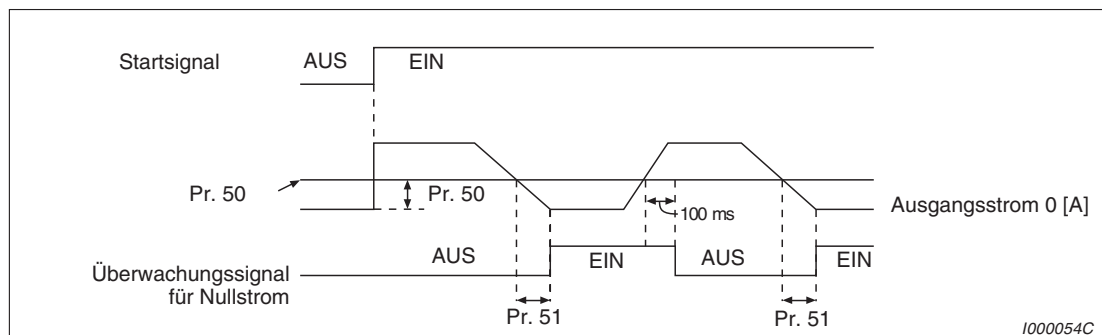 Startsignal
AUS
EIN
Pr. 50
Pr. 50
100 ms
Ausgangsstrom 0 [A]
Überwachungssignal
für Nullstrom
AUS
EIN
AUS
EIN
Pr. 51
Pr. 51
I000054C